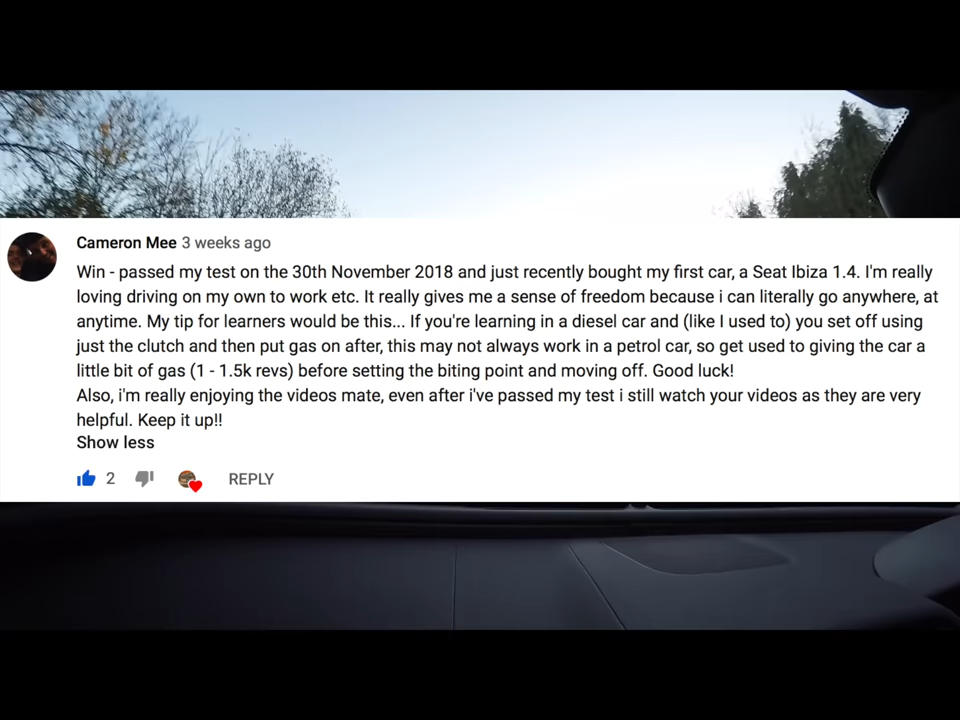 Cameron Mee 3 weeks ago
Win - passed my test on the 30th November 2018 and just recently bought my first car, a Seat Ibiza 1.4. I'm really
loving driving on my own to work etc. It really gives me a sense of freedom because i can literally go anywhere, at
anytime. My tip for learners would be this... If you're learning in a diesel car and (like I used to) you set off using
just the clutch and then put gas on after, this may not always work in a petrol car, so get used to giving the car a
little bit of gas (1 - 1.5k revs) before setting the biting point and moving off. Good luck!
Also, i'm really enjoying the videos mate, even after i've passed my test i still watch your videos as they are very
helpful. Keep it up!!
Show less
2 REPLY